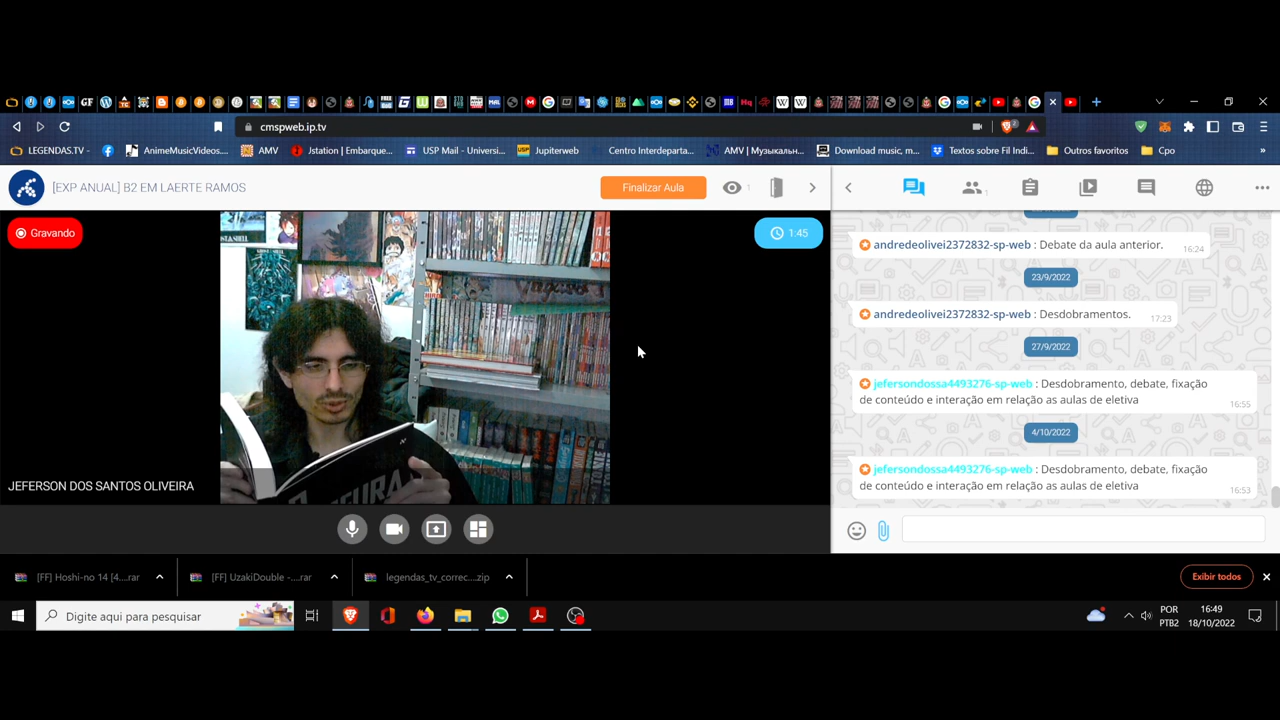 cmspweb.ip.tv
2
LEGENDAS.TV -
AnimeMusicVideos...
AMV
Jstation | Embarque...
USP Mail - Universi...
Jupiterweb
Centro Interdeparta...
AMV | Музыкальн...
Download music, m...
Textos sobre Fil Indi...
Outros favoritos
Cpo
»
[EXP ANUAL] B2 EM LAERTE RAMOS
Finalizar Aula
1
1
Gravando
1:45
JEFERSON DOS SANTOS OLIVEIRA
andredeolivei2372832-sp-web : Debate da aula anterior.
16:24
23/9/2022
andredeolivei2372832-sp-web : Desdobramentos.
17:23
27/9/2022
jefersondossa4493276-sp-web : Desdobramento, debate, fixação
de conteúdo e interação em relação as aulas de eletiva
16:55
4/10/2022
jefersondossa4493276-sp-web : Desdobramento, debate, fixação
de conteúdo e interação em relação as aulas de eletiva
16:53
[FF] Hoshi-no 14 [4....rar
[FF] UzakiDouble -....rar
legendas_tv_correc....zip
Exibir todos
Digite aqui para pesquisar
POR
PTB2
16:49
18/10/2022